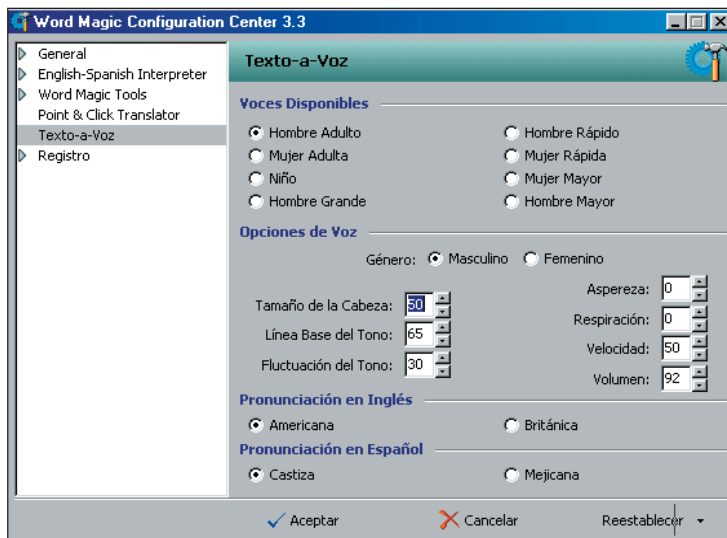 Word Magic Configuration Center 3.3
General
English-Spanish Interpreter
Word Magic Tools
Point & Click Translator
Texto-a-Voz
Registro
Texto-a-Voz
Voces Disponibles
Hombre Adulto Hombre Rápido
Mujer Adulta Mujer Rápida
Niño Mujer Mayor
Hombre Grande Hombre Mayor
Opciones de Voz
Género: Masculino Femenino
Tamaño de la Cabeza: 50
Línea Base del Tono: 65
Fluctuación del Tono: 30
Aspereza: 0
Respiración: 0
Velocidad: 50
Volumen: 92
Pronunciación en Inglés
Americana Británica
Pronunciación en Español
Castiza Mejicana
Aceptar Cancelar Reestablecer